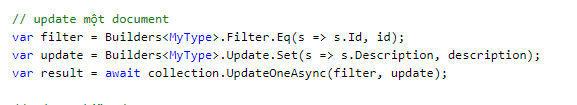 // update một document
var filter = Builders<MyType>.Filter.Eq(s => s.Id, id);
var update = Builders<MyType>.Update.Set(s => s.Description, description);
var result = await collection.UpdateOneAsync(filter, update);